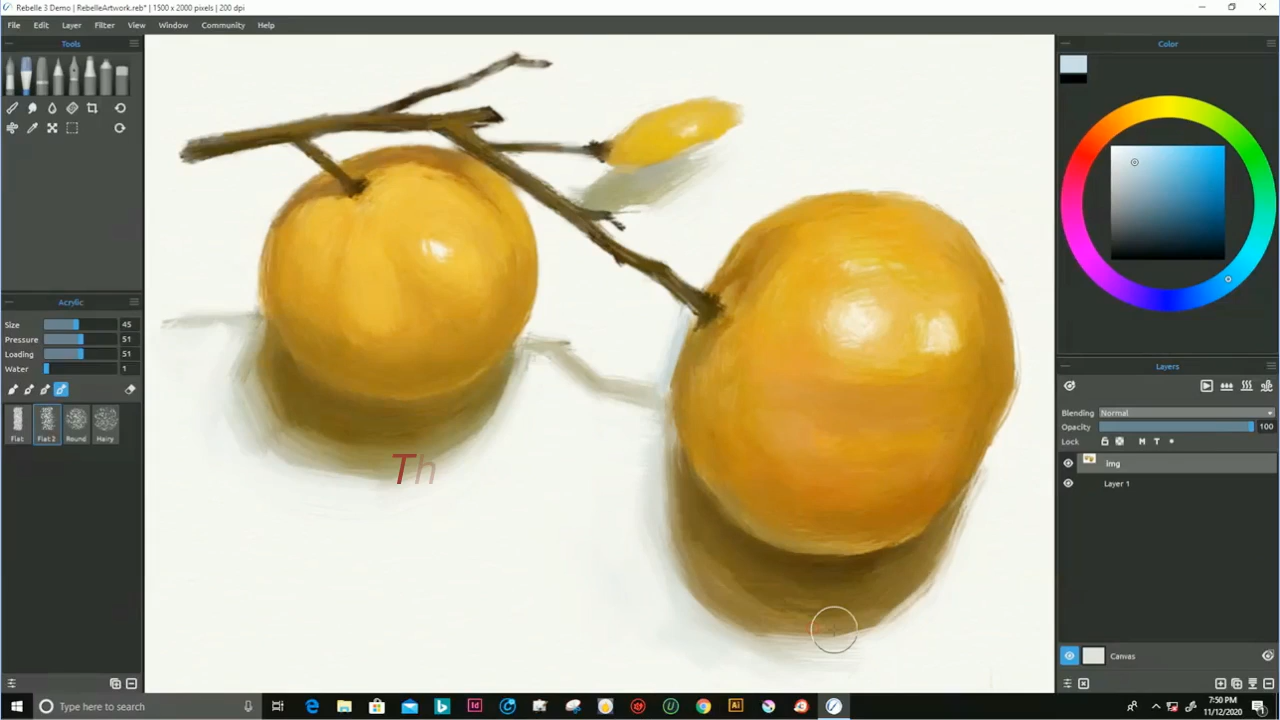 Rebelle 3 Demo | RebelleArtwork.reb* | 1500 x 2000 pixels | 200 dpi
File Edit Layer Filter View Window Community Help
Tools
Color
Acrylic
Size 45
Pressure 51
Loading 51
Water 1
Flat Flat 2 Round Hairy
Th
Layers
Blending Normal
Opacity 100
Lock M T
Img
Layer 1
Canvas
Type here to search
7:50 PM
11/12/2020